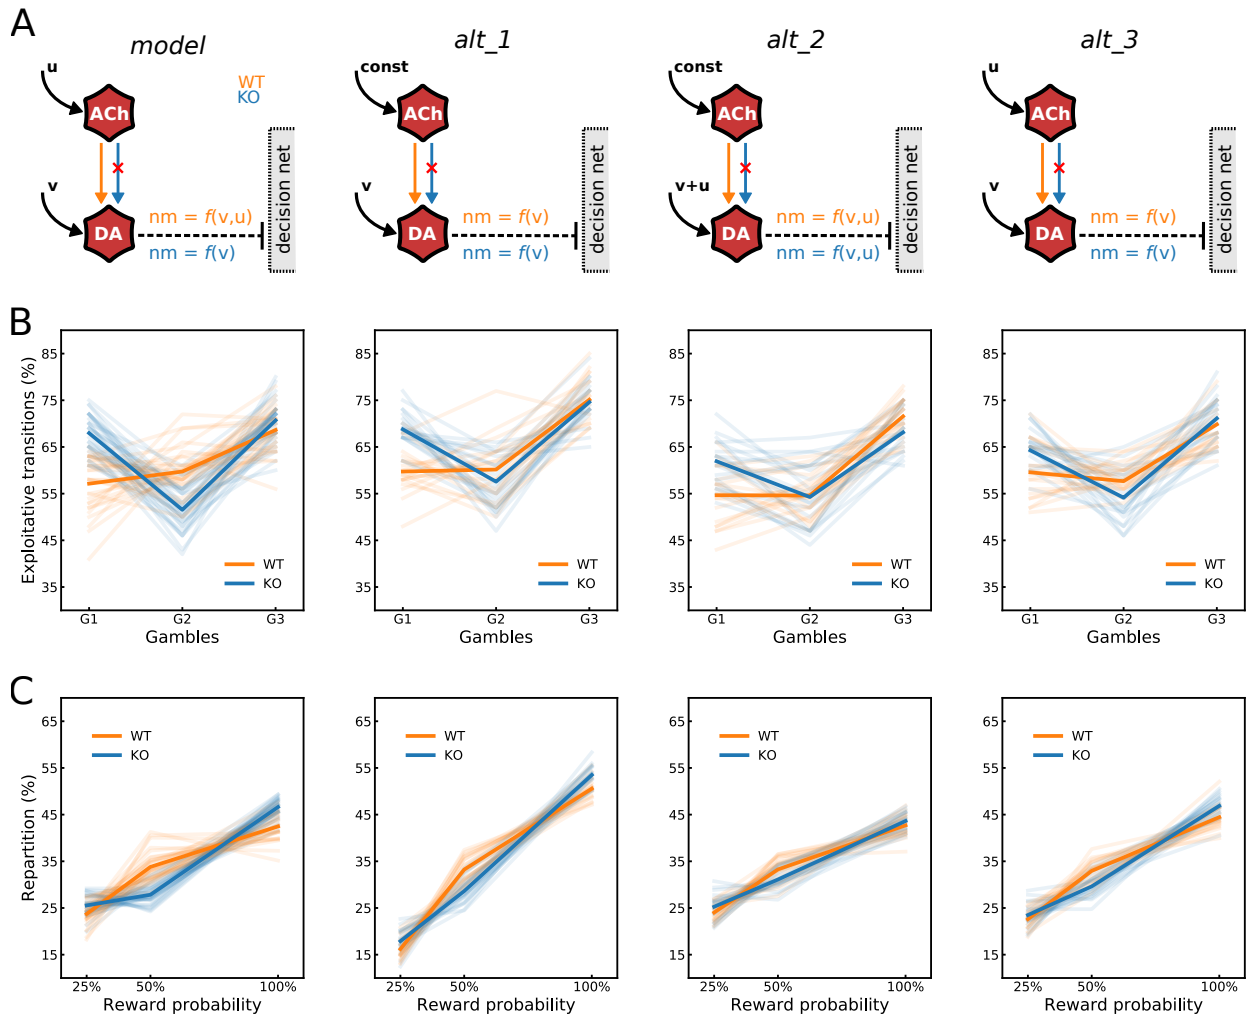 A
model
alt_1
alt_2
alt_3
u
WT
KO
ACh
v
nm = f(v,u)
DA
nm = f(v)
decision net
const
ACh
v
nm = f(v)
DA
nm = f(v)
decision net
const
ACh
v+u
nm = f(v,u)
DA
nm = f(v,u)
decision net
u
ACh
v
nm = f(v)
DA
nm = f(v)
decision net
B
Exploitative transitions (%)
85
75
65
55
45
35
WT
KO
G1 G2 G3
Gambles
85
75
65
55
45
35
WT
KO
G1 G2 G3
Gambles
85
75
65
55
45
35
WT
KO
G1 G2 G3
Gambles
85
75
65
55
45
35
WT
KO
G1 G2 G3
Gambles
C
Repartition (%)
65
55
45
35
25
15
WT
KO
25% 50% 100%
Reward probability
65
55
45
35
25
15
WT
KO
25% 50% 100%
Reward probability
65
55
45
35
25
15
WT
KO
25% 50% 100%
Reward probability
65
55
45
35
25
15
WT
KO
25% 50% 100%
Reward probability